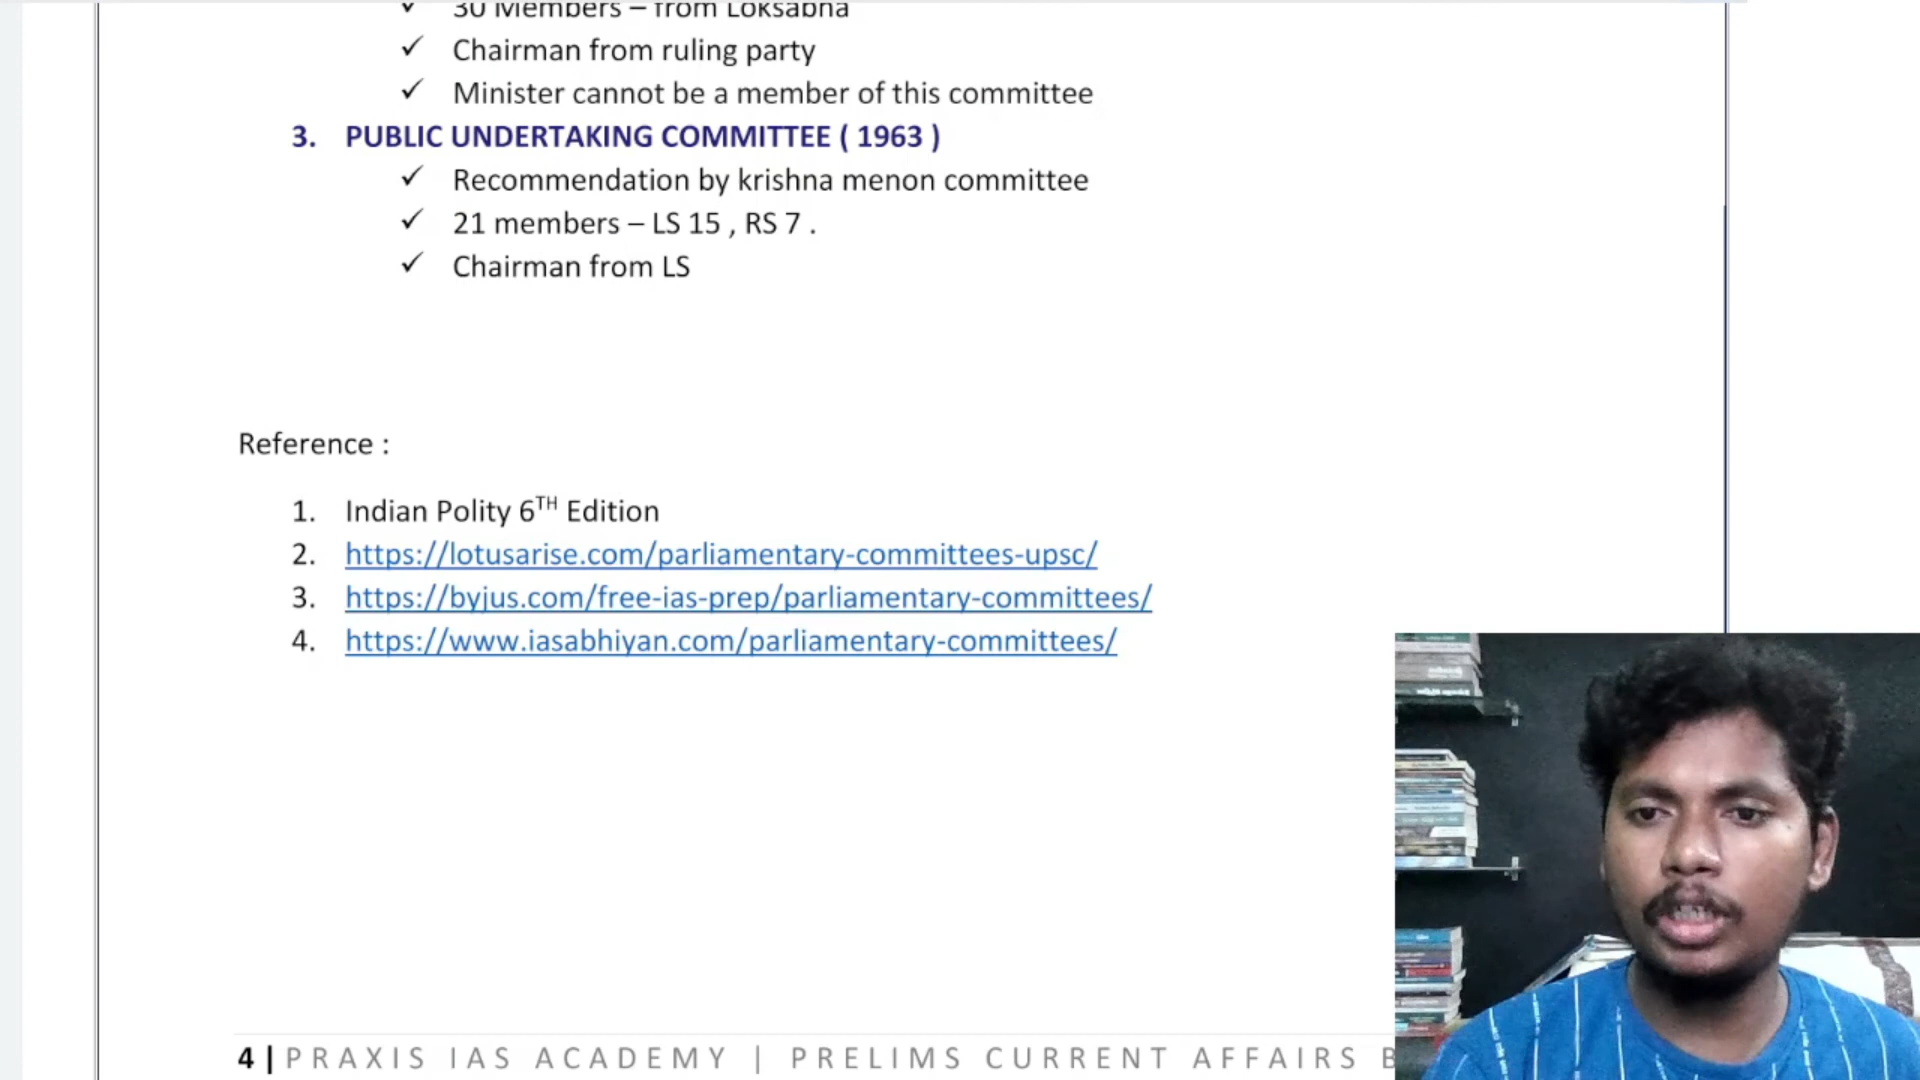 30 Members – from Loksabha
✓ Chairman from ruling party
✓ Minister cannot be a member of this committee
3. PUBLIC UNDERTAKING COMMITTEE ( 1963 )
✓ Recommendation by krishna menon committee
✓ 21 members – LS 15 , RS 7 .
✓ Chairman from LS
Reference :
1. Indian Polity 6TH Edition
2. https://lotusarise.com/parliamentary-committees-upsc/
3. https://byjus.com/free-ias-prep/parliamentary-committees/
4. https://www.iasabhiyan.com/parliamentary-committees/
4 | PRAXIS IAS ACADEMY | PRELIMS CURRENT AFFAIRS B